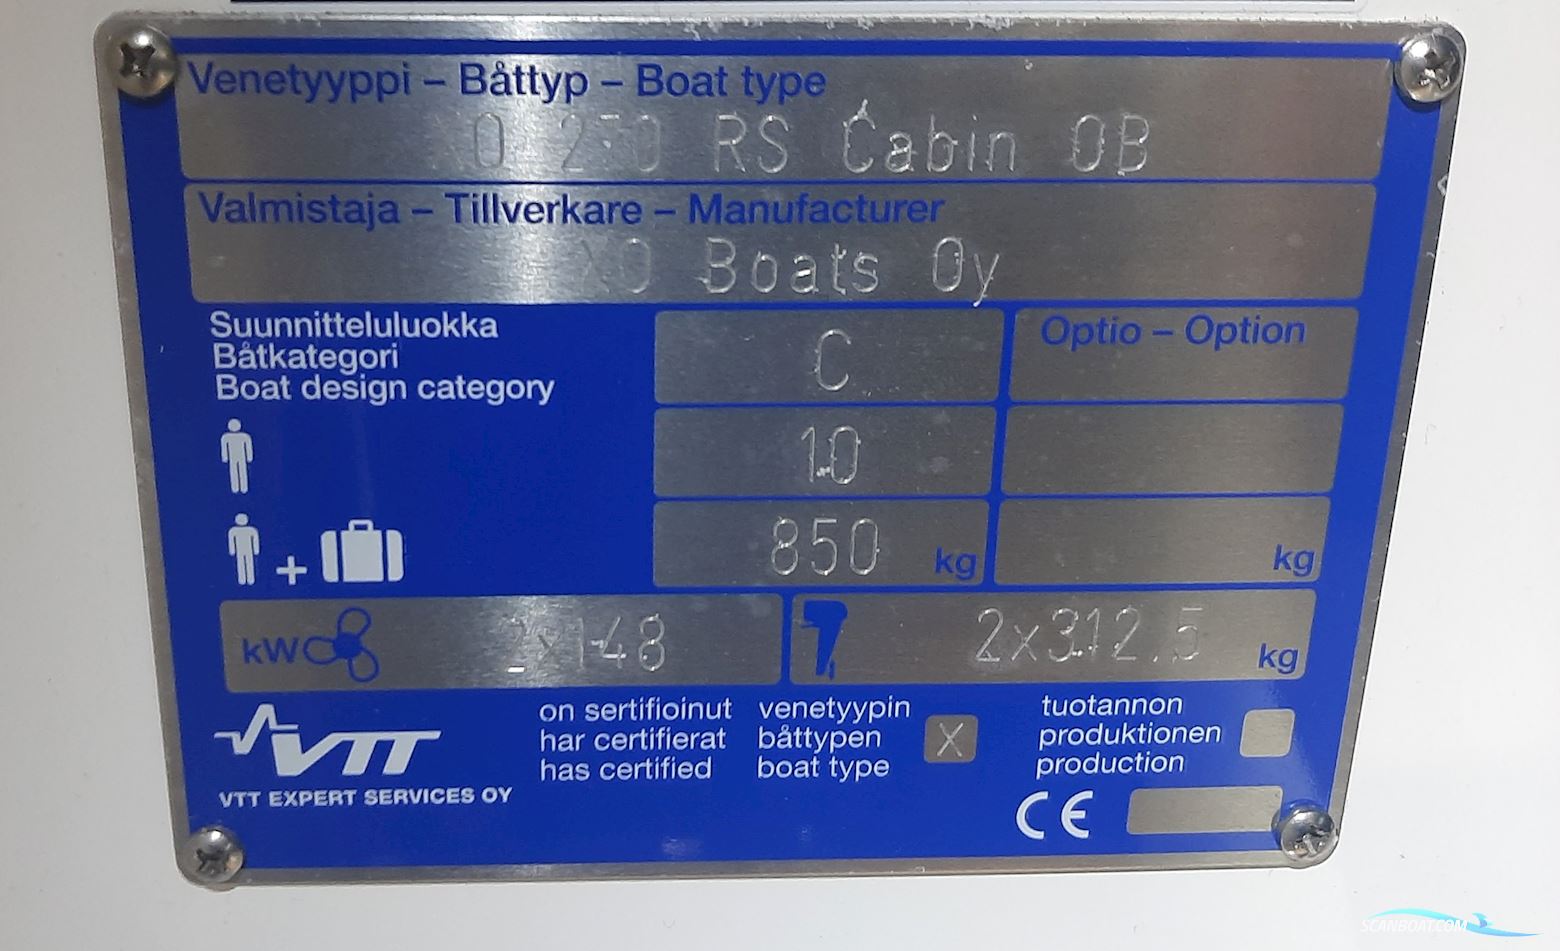 Venetyyppi – Båttyp – Boat type
XO 270 RS Cabin OB
Valmistaja – Tillverkare – Manufacturer
XO Boats Oy
Suunnitteluluokka
Båtkategori
Boat design category
C
Optio – Option
10
850 kg
kg
+
kW 2x148
2x312.5 kg
VTT
VTT EXPERT SERVICES OY
on sertifioinut
har certifierat
has certified
venetyypin
båttypen
boat type
X
tuotannon
produktionen
production
CE
SCANBOAT.COM